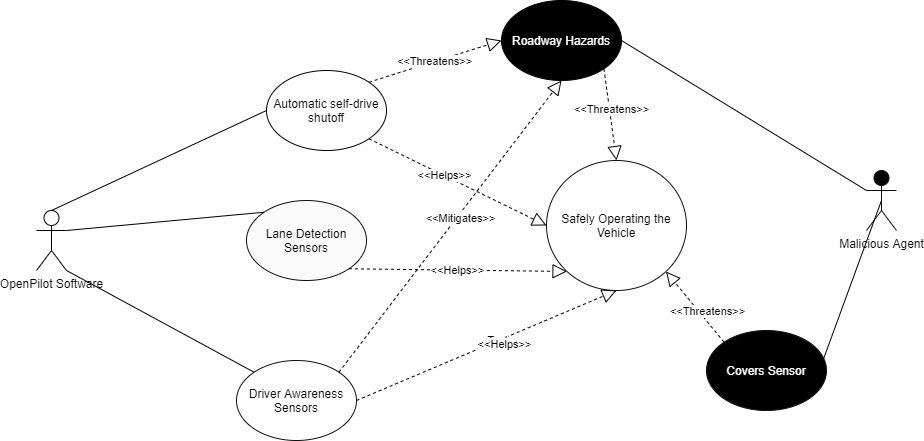 Roadway Hazards
<<Threatens>>
Automatic self-drive
shutoff
<<Threatens>>
<<Helps>>
<<Mitigates>>
Safely Operating the
Vehicle
Lane Detection
Sensors
Malicious Agent
<<Helps>>
OpenPilot Software
<<Threatens>>
<<Helps>>
Covers Sensor
Driver Awareness
Sensors